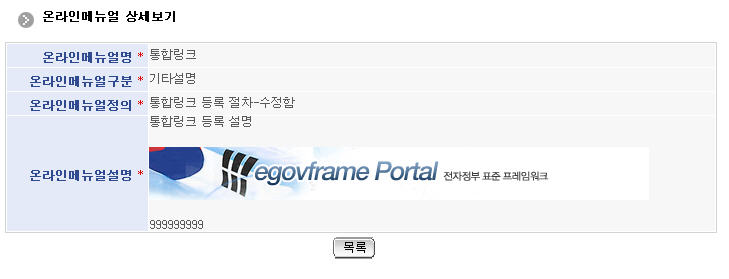 온라인메뉴얼 상세보기
온라인메뉴얼명 * 통합링크
온라인메뉴얼구분 * 기타설명
온라인메뉴얼정의 * 통합링크 등록 절차-수정함
통합링크 등록 설명
온라인메뉴얼설명 *
egovframe Portal 전자정부 표준 프레임워크
999999999
목록